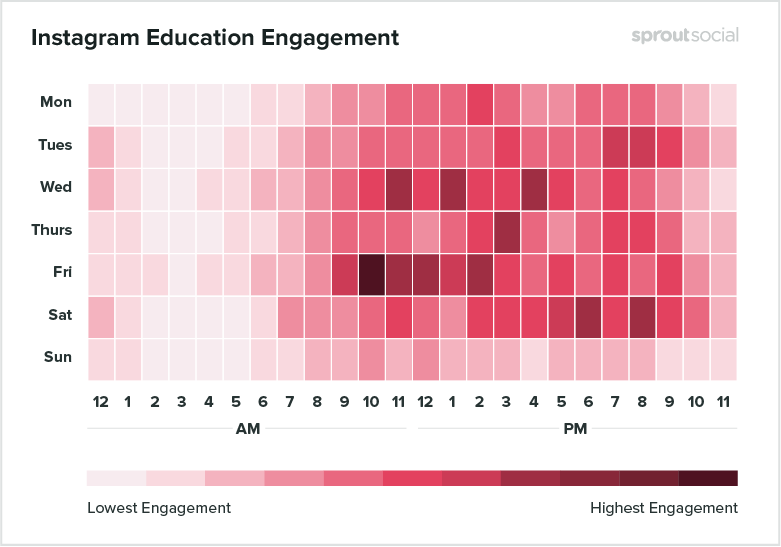 Instagram Education Engagement
sproutsocial
Mon
Tues
Wed
Thurs
Fri
Sat
Sun
12 1 2 3 4 5 6 7 8 9 10 11 12 1 2 3 4 5 6 7 8 9 10 11
AM PM
Lowest Engagement Highest Engagement